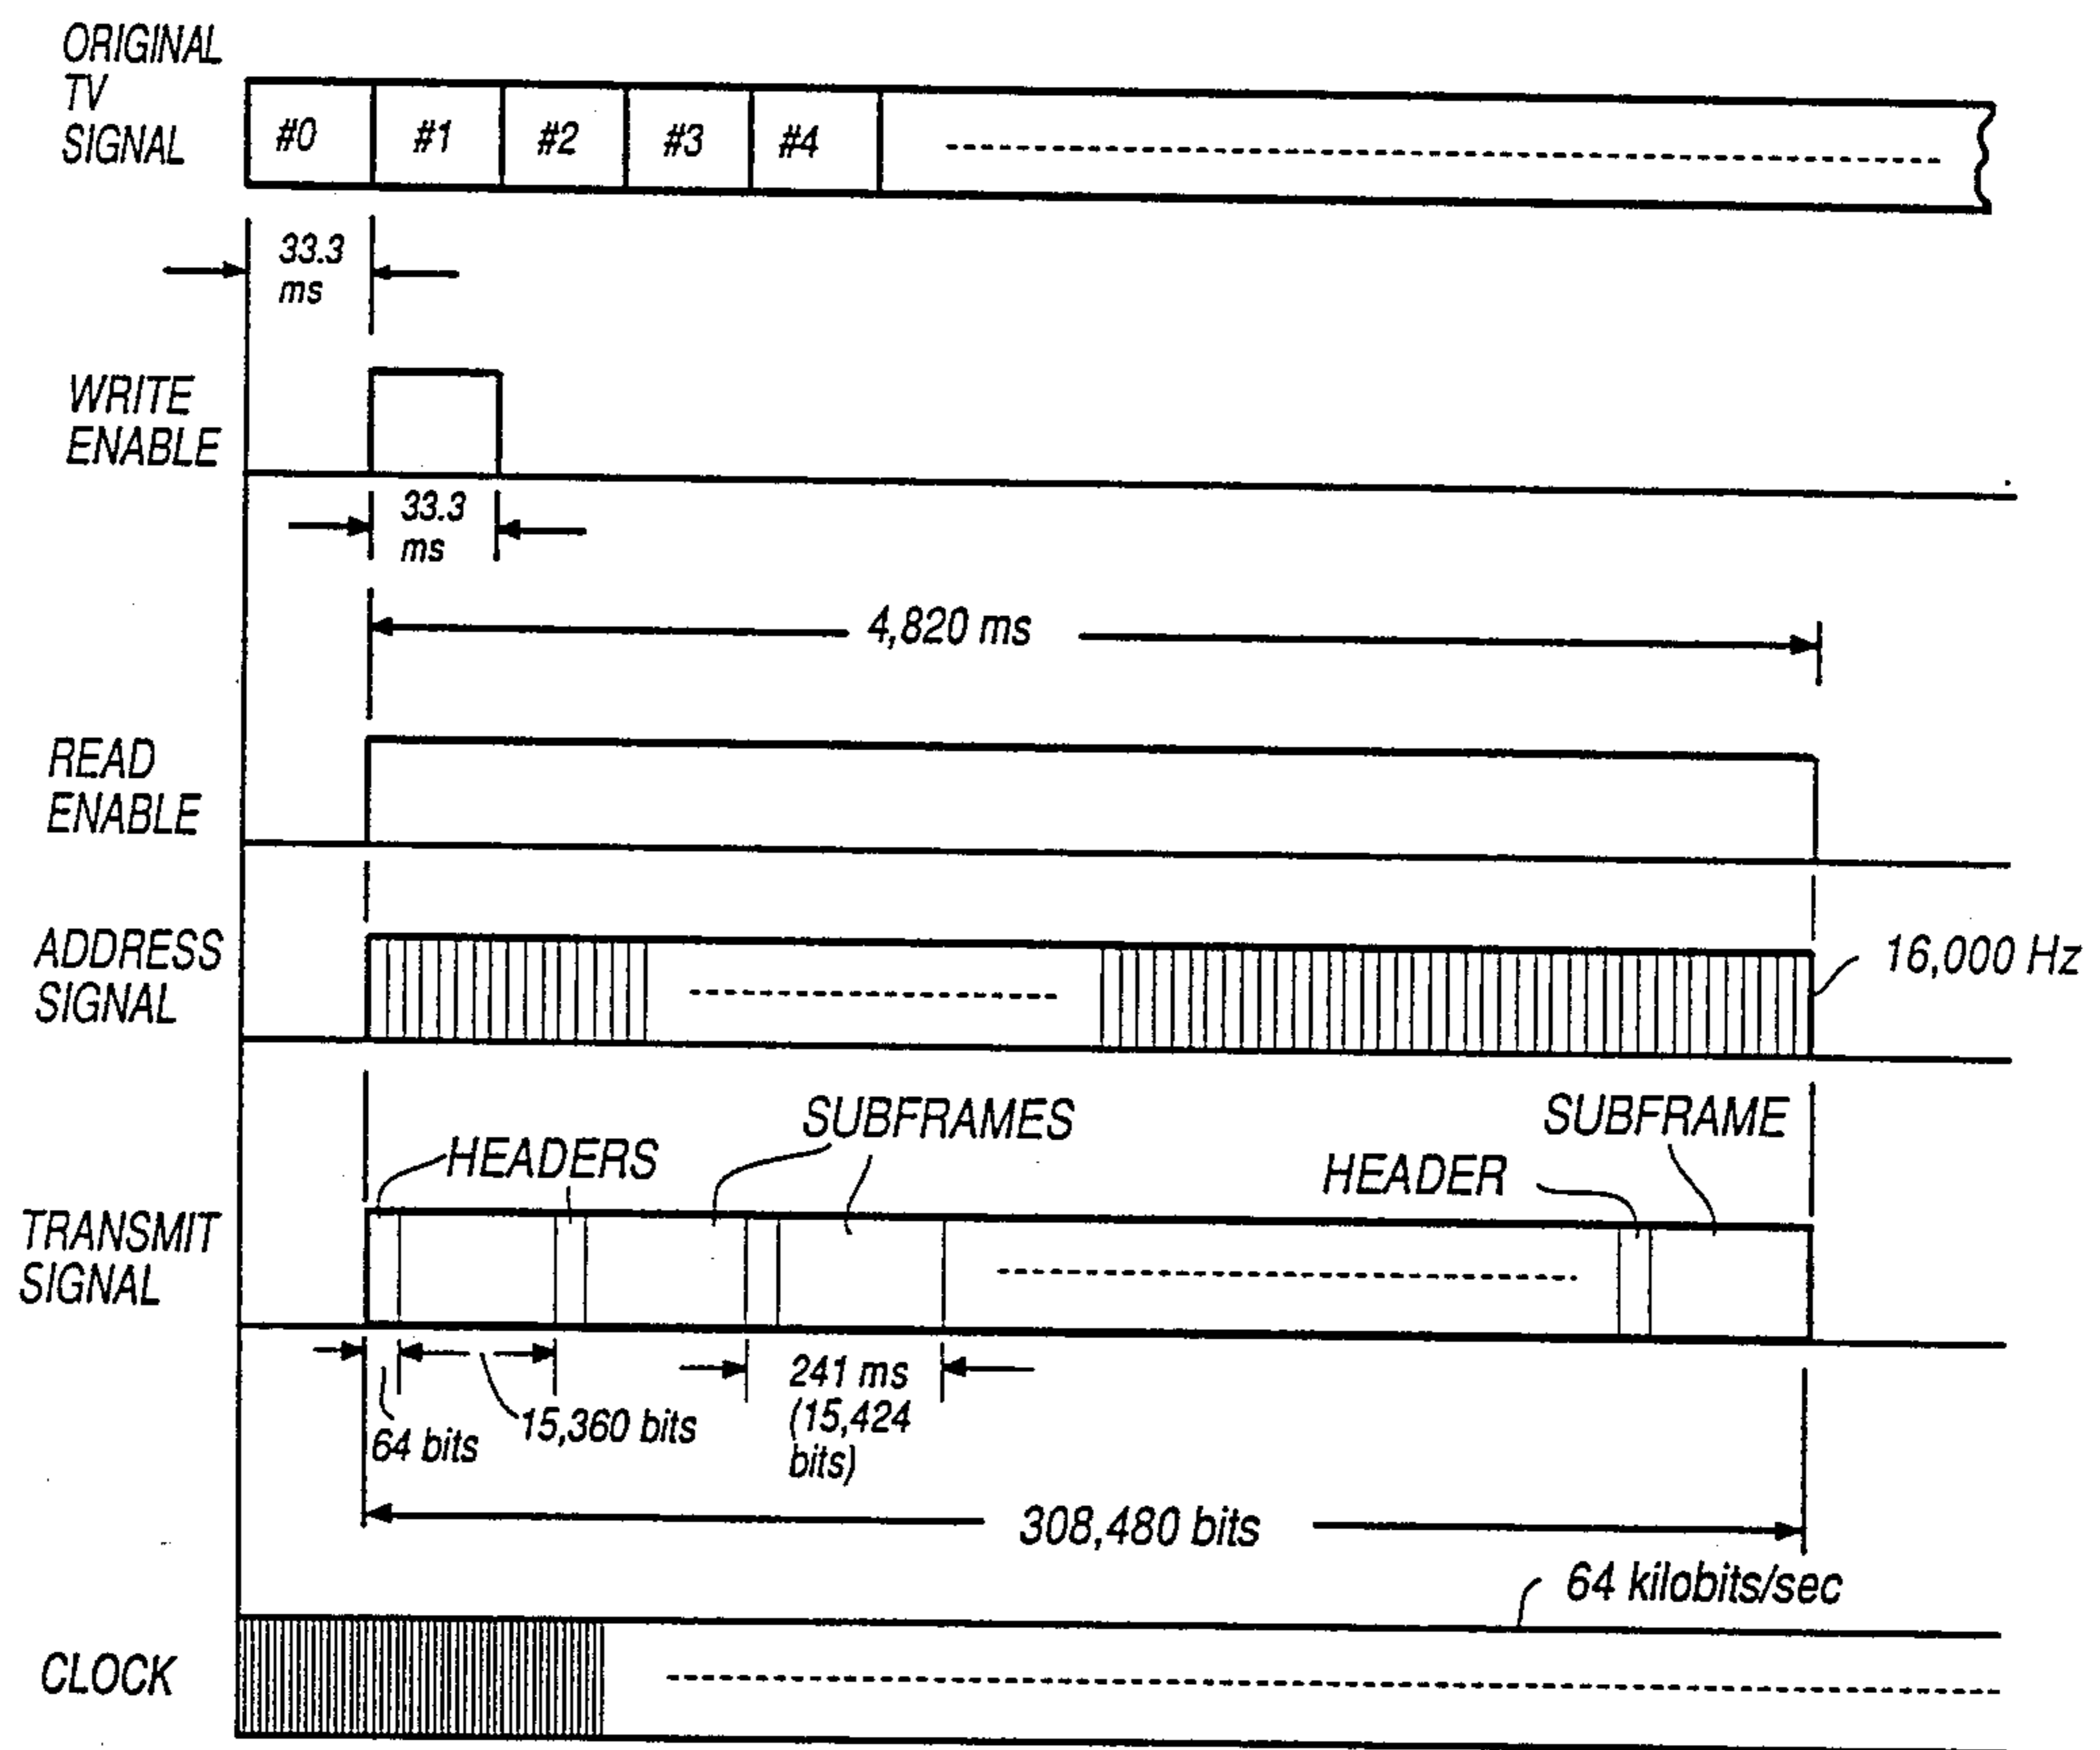 ORIGINAL
TV
SIGNAL
#0
#1
#2
#3
#4
33.3
ms
WRITE
ENABLE
33.3
ms
4,820 ms
READ
ENABLE
ADDRESS
SIGNAL
16,000 Hz
SUBFRAMES
SUBFRAME
HEADERS
HEADER
TRANSMIT
SIGNAL
241 ms
(15,424
bits)
15,360 bits
64 bits
308,480 bits
64 kilobits/sec
CLOCK